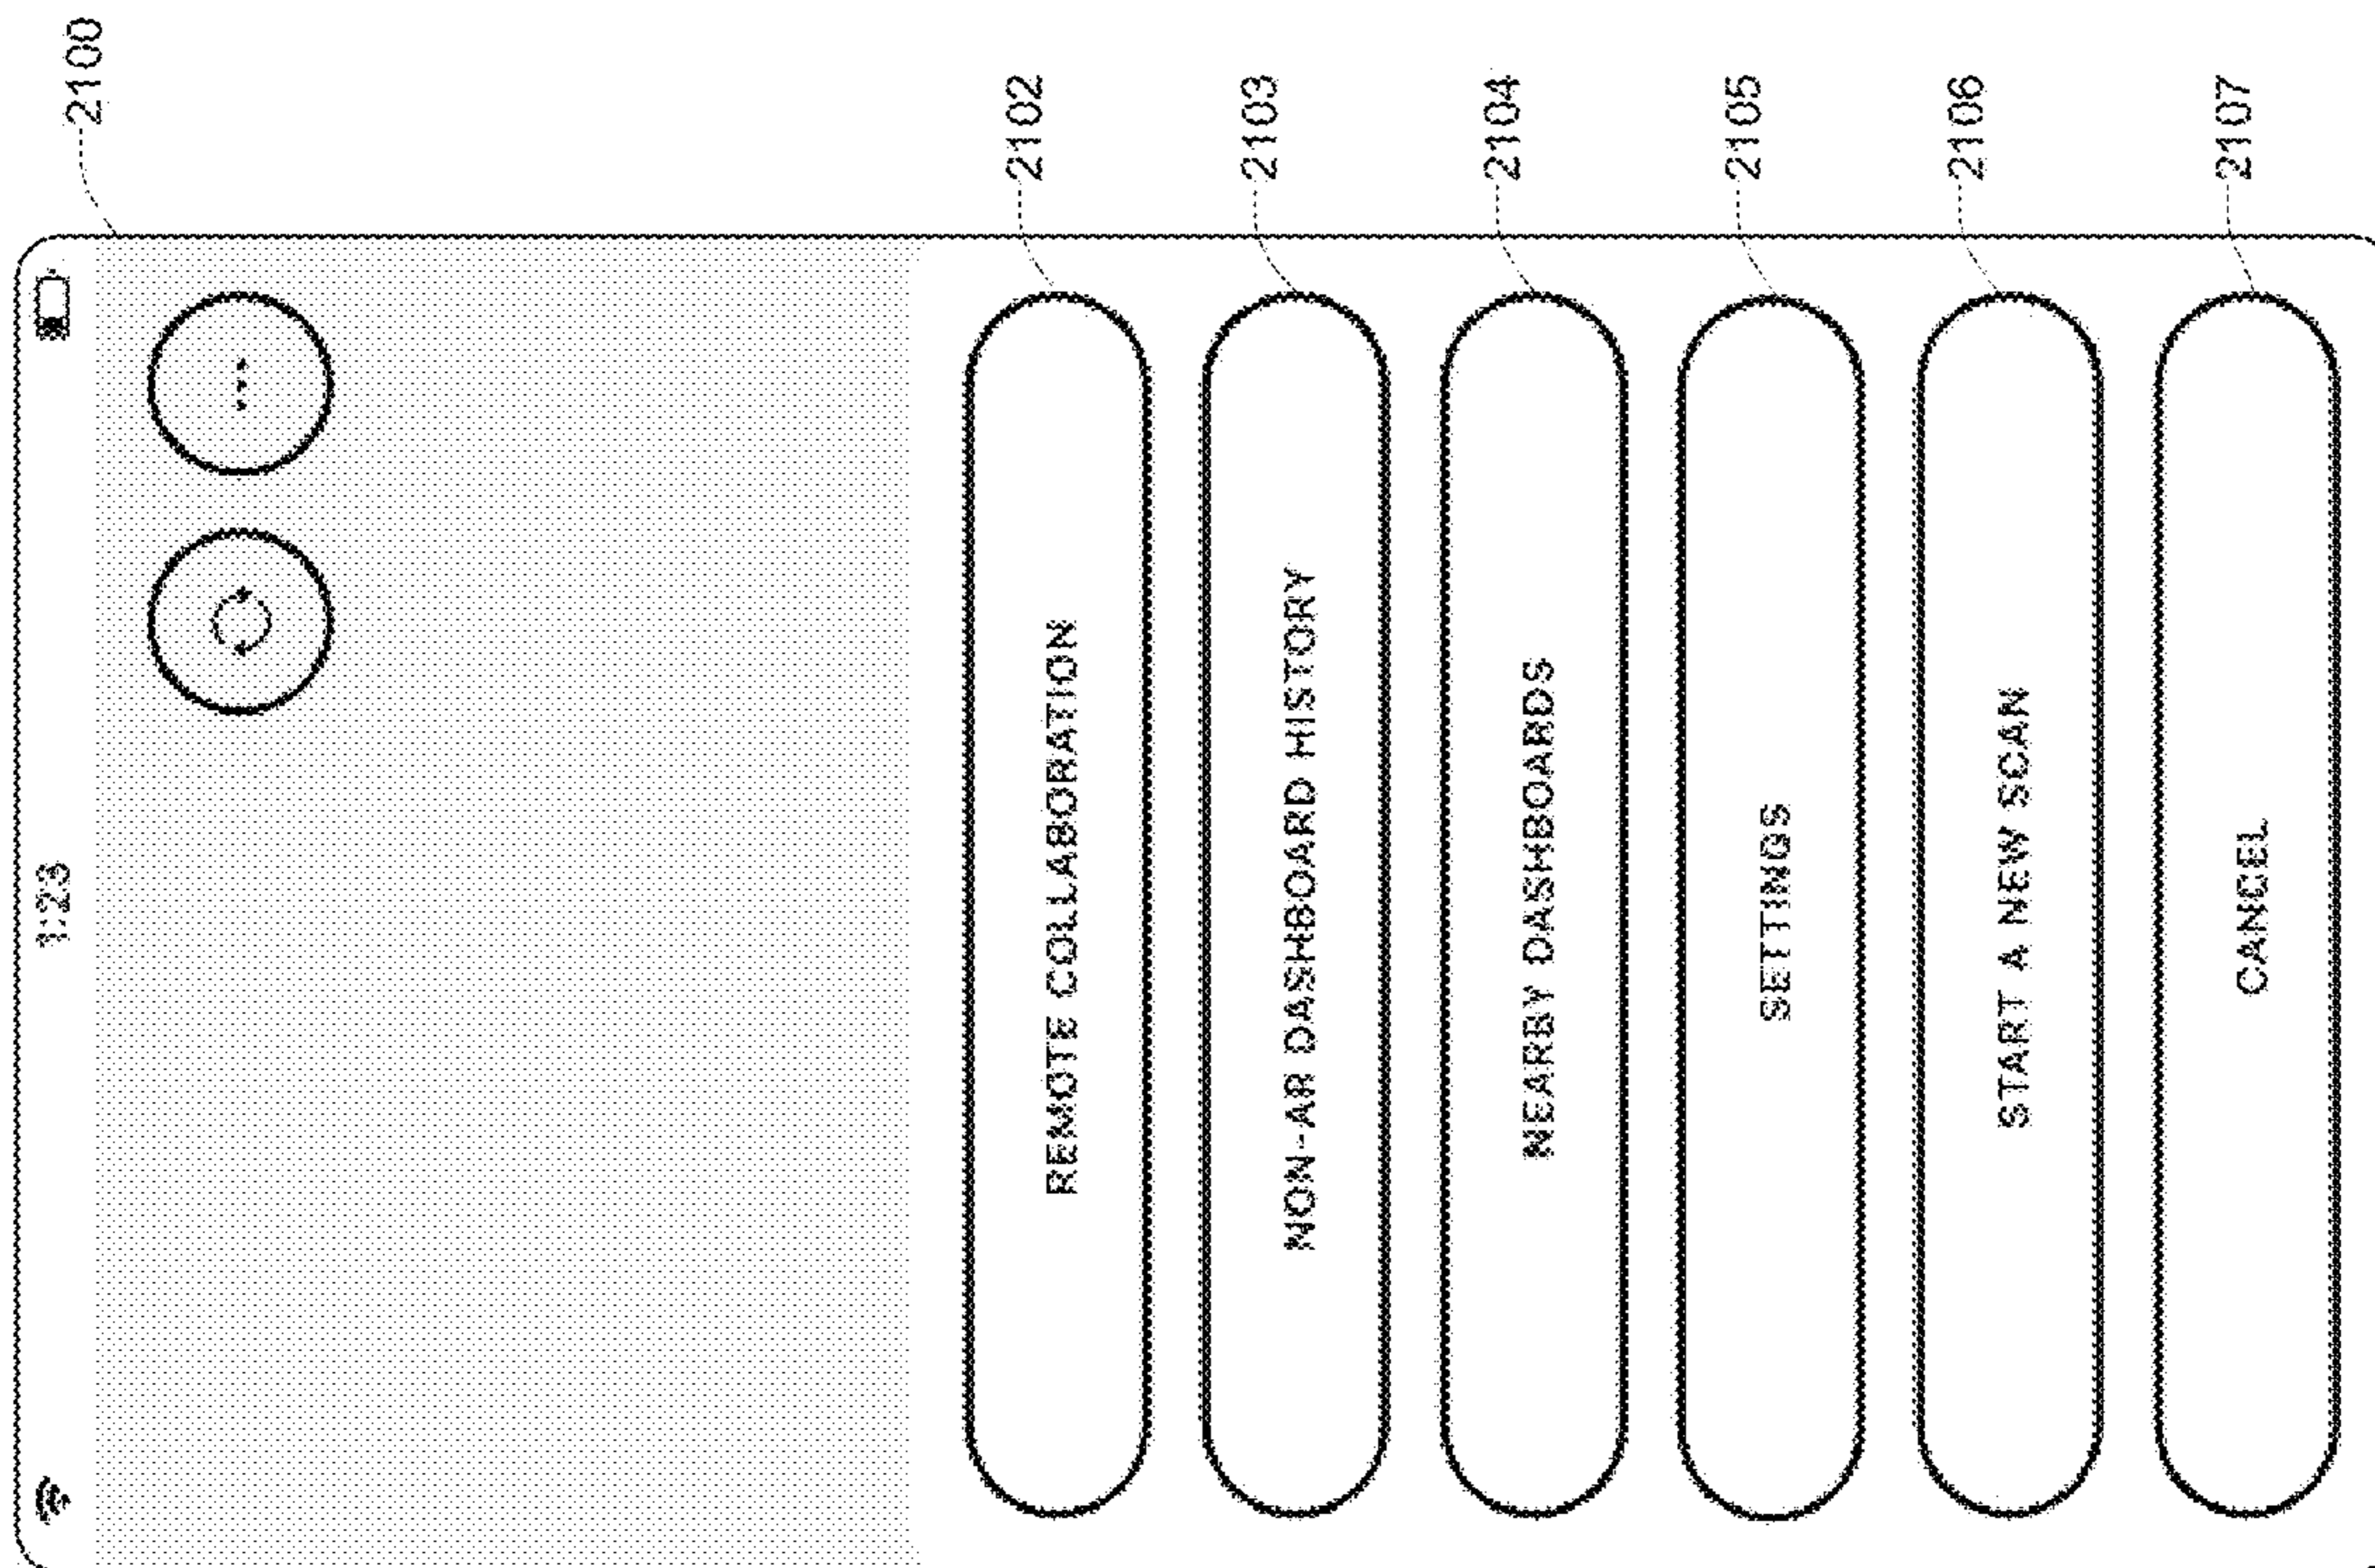 1:23
2100
...
REMOTE COLLABORATION
2102
NON-AR DASHBOARD HISTORY
2103
NEARBY DASHBOARDS
2104
SETTINGS
2105
START A NEW SCAN
2106
CANCEL
2107